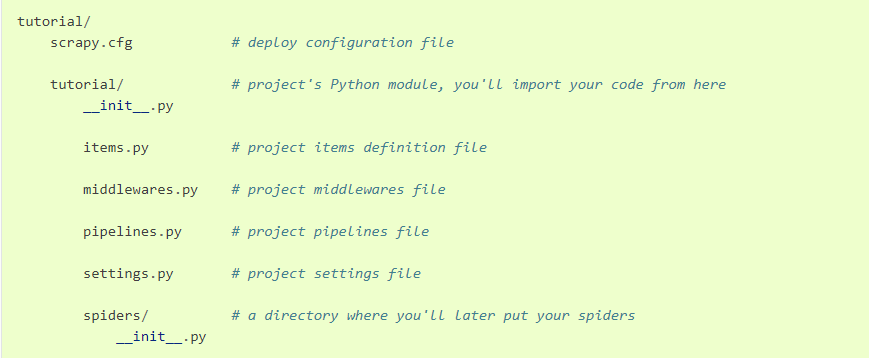 tutorial/
    scrapy.cfg            # deploy configuration file
    tutorial/             # project's Python module, you'll import your code from here
        __init__.py
        items.py          # project items definition file
        middlewares.py    # project middlewares file
        pipelines.py      # project pipelines file
        settings.py       # project settings file
        spiders/          # a directory where you'll later put your spiders
            __init__.py